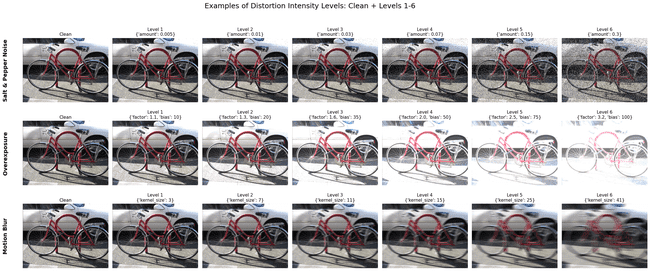 Examples of Distortion Intensity Levels: Clean + Levels 1-6
Salt & Pepper Noise
Clean
Level 1
{'amount': 0.005}
Level 2
{'amount': 0.01}
Level 3
{'amount': 0.03}
Level 4
{'amount': 0.07}
Level 5
{'amount': 0.15}
Level 6
{'amount': 0.3}
Overexposure
Clean
Level 1
{'factor': 1.1, 'bias': 10}
Level 2
{'factor': 1.3, 'bias': 20}
Level 3
{'factor': 1.6, 'bias': 35}
Level 4
{'factor': 2.0, 'bias': 50}
Level 5
{'factor': 2.5, 'bias': 75}
Level 6
{'factor': 3.2, 'bias': 100}
Motion Blur
Clean
Level 1
{'kernel_size': 3}
Level 2
{'kernel_size': 7}
Level 3
{'kernel_size': 11}
Level 4
{'kernel_size': 15}
Level 5
{'kernel_size': 25}
Level 6
{'kernel_size': 41}